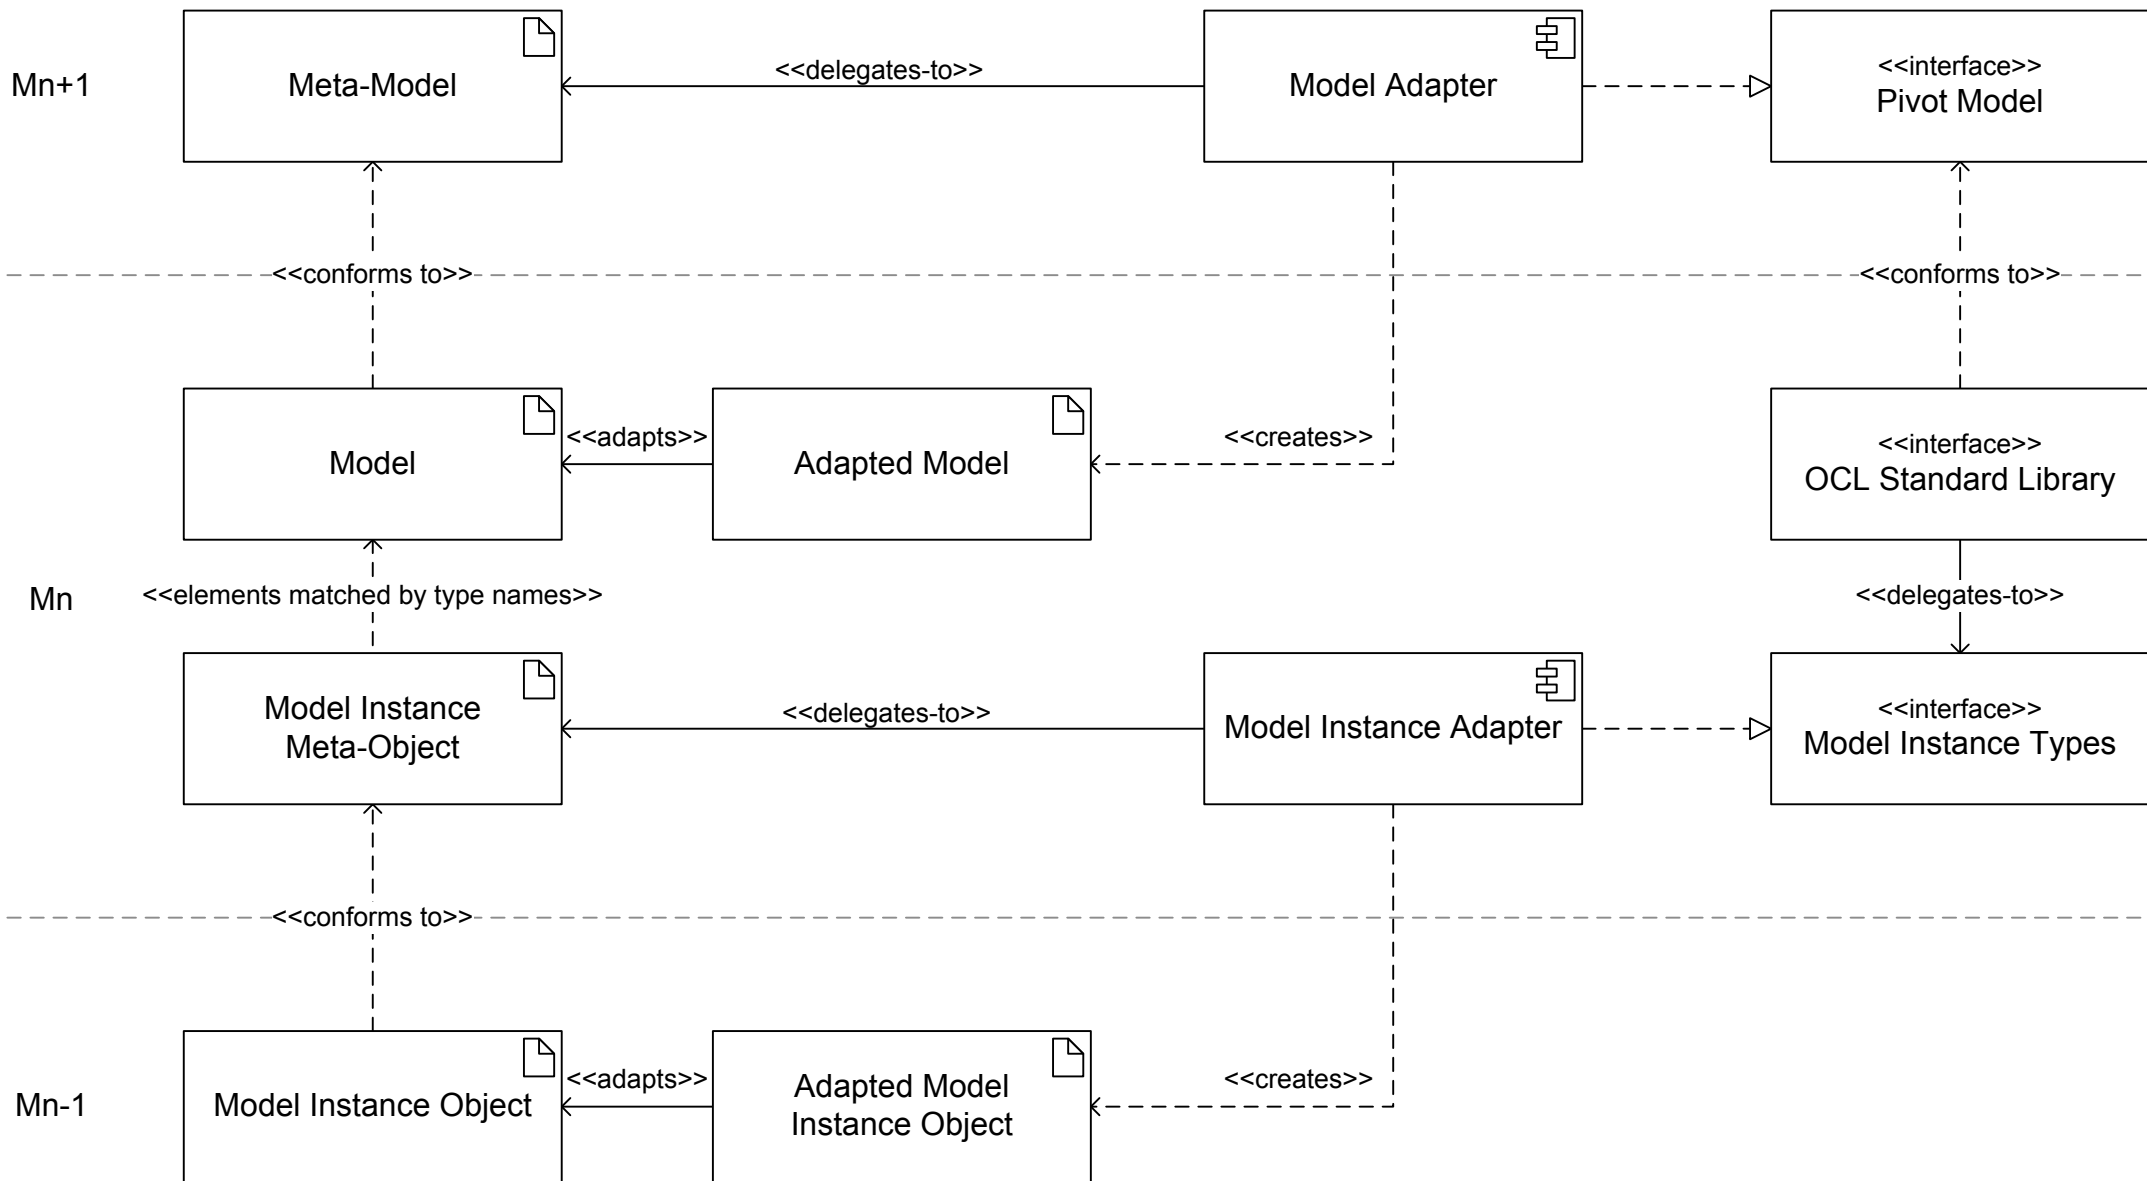 Mn+1
Meta-Model
<<delegates-to>>
Model Adapter
<<interface>>
Pivot Model
<<conforms to>>
<<conforms to>>
Model
<<adapts>>
Adapted Model
<<creates>>
<<interface>>
OCL Standard Library
Mn
<<elements matched by type names>>
<<delegates-to>>
Model Instance
Meta-Object
<<delegates-to>>
Model Instance Adapter
<<interface>>
Model Instance Types
<<conforms to>>
Mn-1
Model Instance Object
<<adapts>>
Adapted Model
Instance Object
<<creates>>